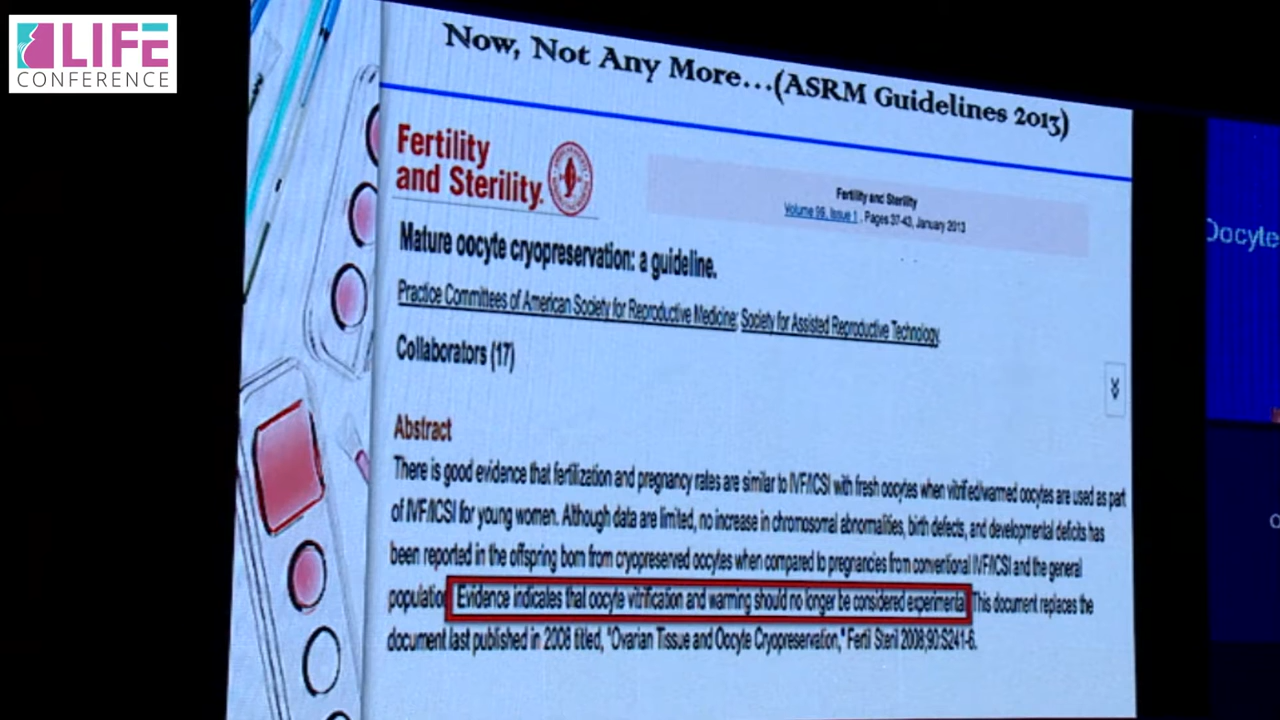 LIFE
CONFERENCE
Now, Not Any More...(ASRM Guidelines 2013)
Fertility
and Sterility.
Fertility and Sterility
Volume 99, Issue 1, Pages 37-43, January 2013
Mature oocyte cryopreservation: a guideline.
Practice Committees of American Society for Reproductive Medicine; Society for Assisted Reproductive Technology.
Collaborators (17)
Abstract
There is good evidence that fertilization and pregnancy rates are similar to IVF/ICSI with fresh oocytes when vitrified/warmed oocytes are used as part
of IVF/ICSI for young women. Although data are limited, no increase in chromosomal abnormalities, birth defects, and developmental deficits has
been reported in the offspring born from cryopreserved oocytes when compared to pregnancies from conventional IVF/ICSI and the general
population. Evidence indicates that oocyte vitrification and warming should no longer be considered experimental. This document replaces the
document last published in 2008 titled, "Ovarian Tissue and Oocyte Cryopreservation," Fertil Steril 2008;90:S241-6.
Oocyte